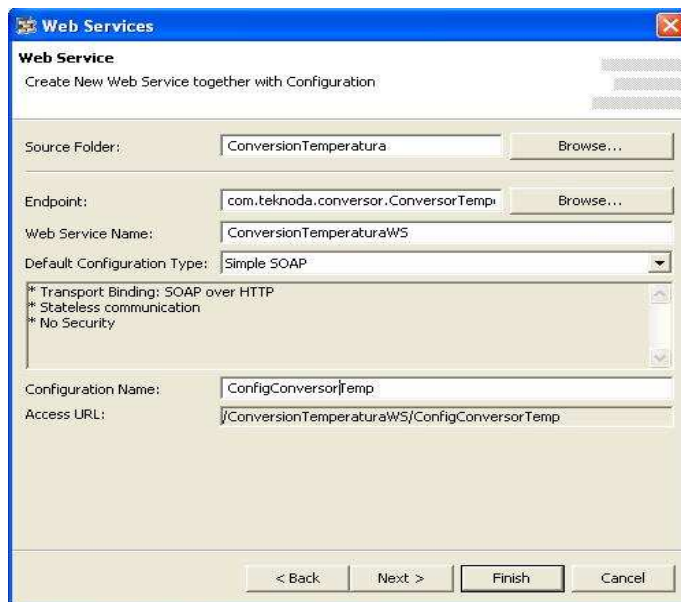 Web Services
Web Service
Create New Web Service together with Configuration
Source Folder: ConversionTemperatura Browse...
Endpoint: com.teknoda.conversor.ConversorTemp Browse...
Web Service Name: ConversionTemperaturaWS
Default Configuration Type: Simple SOAP
* Transport Binding: SOAP over HTTP
* Stateless communication
* No Security
Configuration Name: ConfigConversorTemp
Access URL: /ConversionTemperaturaWS/ConfigConversorTemp
< Back Next > Finish Cancel